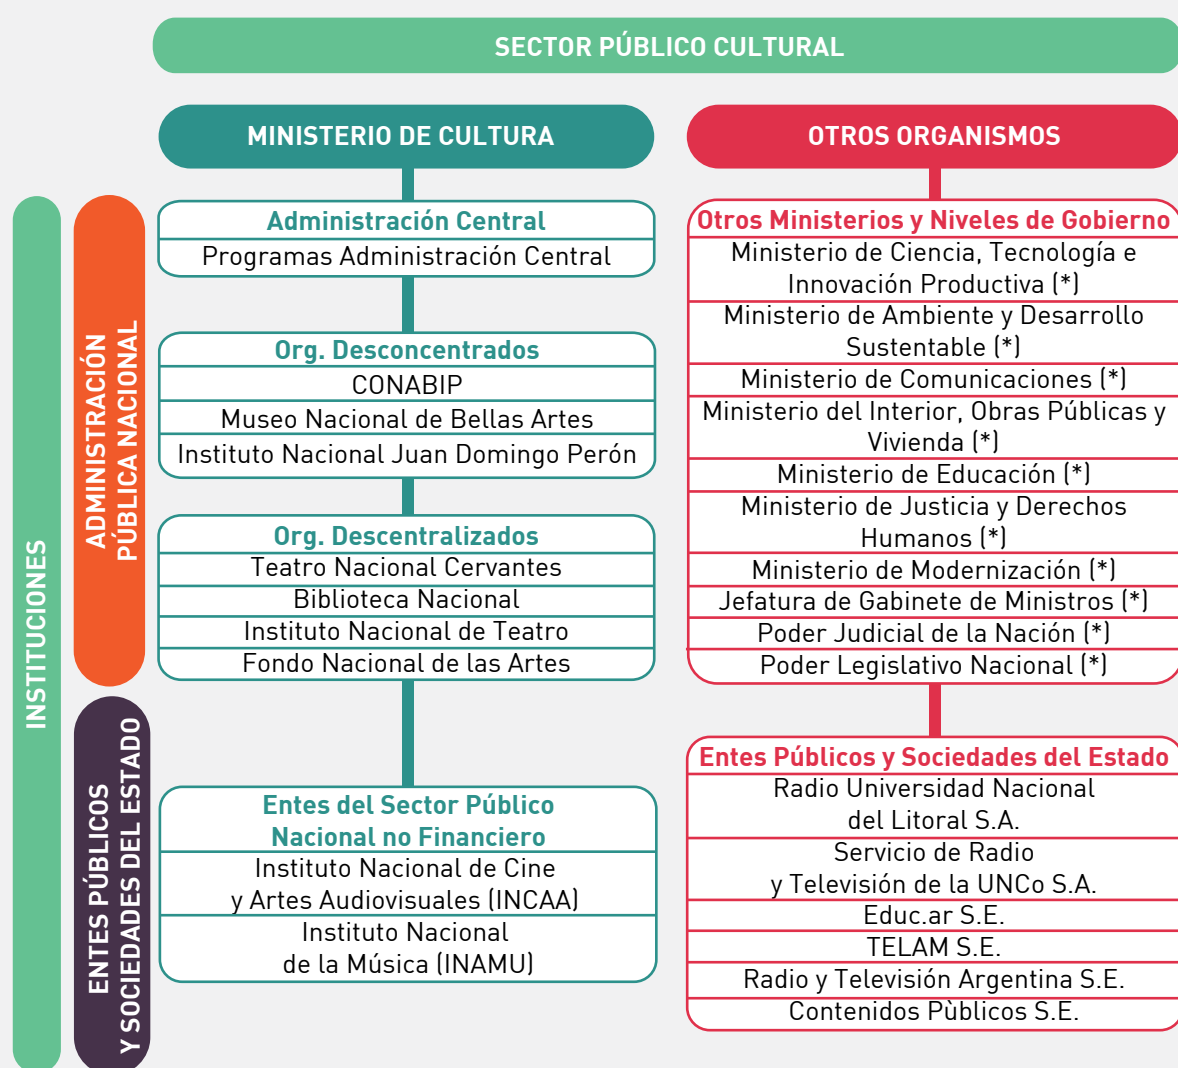 SECTOR PÚBLICO CULTURAL
INSTITUCIONES
ADMINISTRACIÓN
PÚBLICA NACIONAL
ENTES PÚBLICOS
Y SOCIEDADES DEL ESTADO
MINISTERIO DE CULTURA
Administración Central
Programas Administración Central
Org. Desconcentrados
CONABIP
Museo Nacional de Bellas Artes
Instituto Nacional Juan Domingo Perón
Org. Descentralizados
Teatro Nacional Cervantes
Biblioteca Nacional
Instituto Nacional de Teatro
Fondo Nacional de las Artes
Entes del Sector Público
Nacional no Financiero
Instituto Nacional de Cine
y Artes Audiovisuales (INCAA)
Instituto Nacional
de la Música (INAMU)
OTROS ORGANISMOS
Otros Ministerios y Niveles de Gobierno
Ministerio de Ciencia, Tecnología e
Innovación Productiva (*)
Ministerio de Ambiente y Desarrollo
Sustentable (*)
Ministerio de Comunicaciones (*)
Ministerio del Interior, Obras Públicas y
Vivienda (*)
Ministerio de Educación (*)
Ministerio de Justicia y Derechos
Humanos (*)
Ministerio de Modernización (*)
Jefatura de Gabinete de Ministros (*)
Poder Judicial de la Nación (*)
Poder Legislativo Nacional (*)
Entes Públicos y Sociedades del Estado
Radio Universidad Nacional
del Litoral S.A.
Servicio de Radio
y Televisión de la UNCo S.A.
Educ.ar S.E.
TELAM S.E.
Radio y Televisión Argentina S.E.
Contenidos Pùblicos S.E.